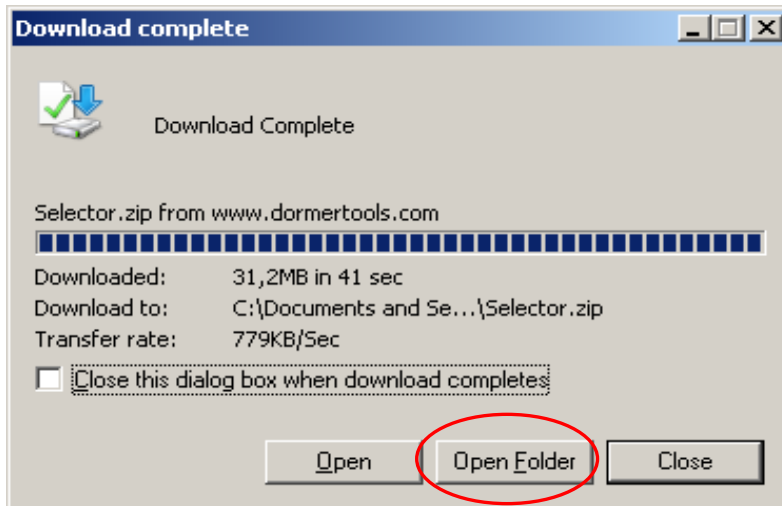 Download complete
Download Complete
Selector.zip from www.dormertools.com
Downloaded: 31,2MB in 41 sec
Download to: C:\Documents and Se...\Selector.zip
Transfer rate: 779KB/Sec
Close this dialog box when download completes
Open Open Folder Close